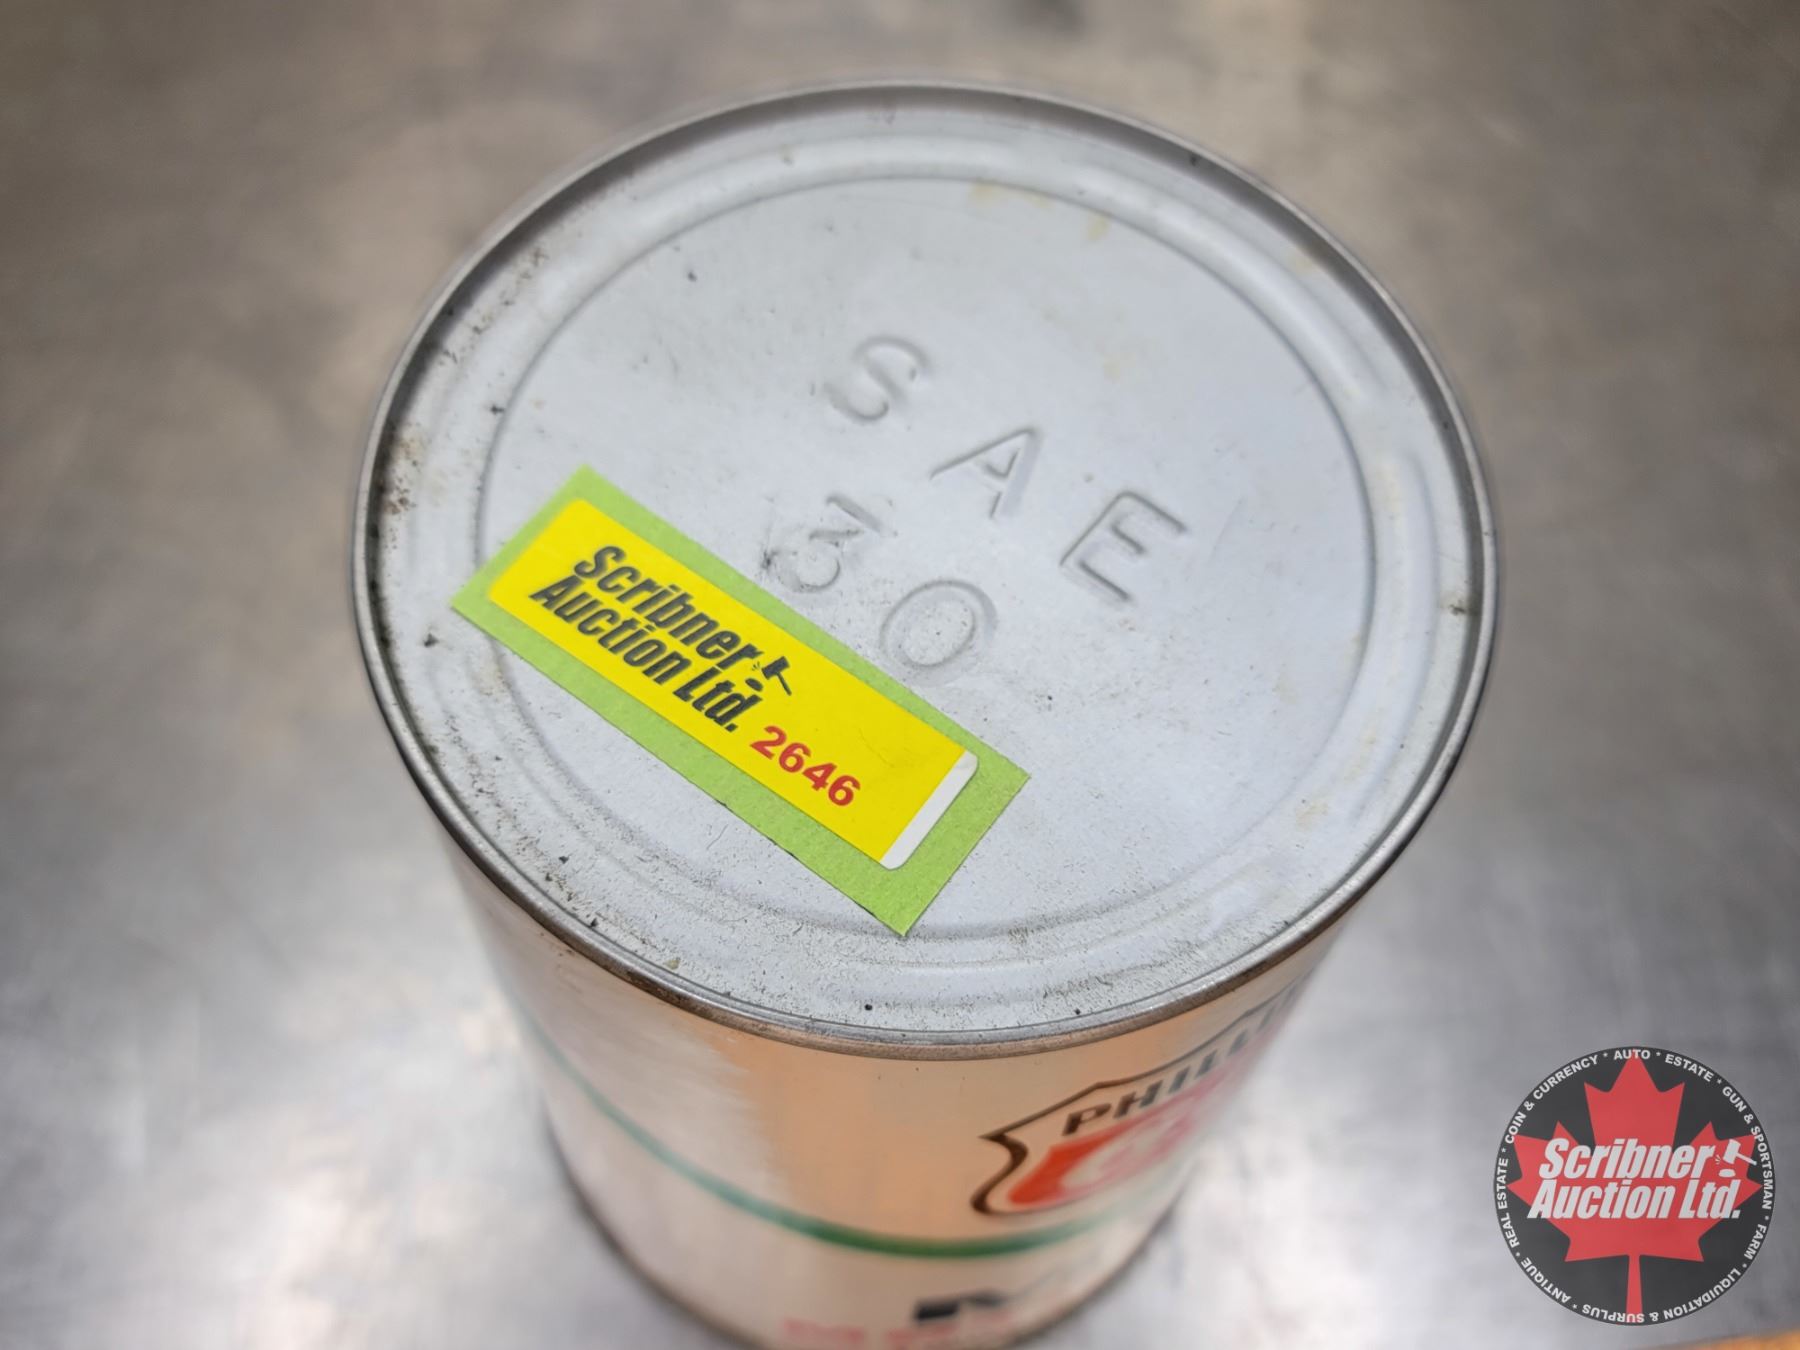 SAE
30
Scribner
Auction Ltd.
2646
PHILL
COIN & CURRENCY * AUTO * ESTATE * GUN & SPORTSMAN * FARM * LIQUIDATION & SURPLUS * ANTIQUE * REAL ESTATE *
Scribner
Auction Ltd.